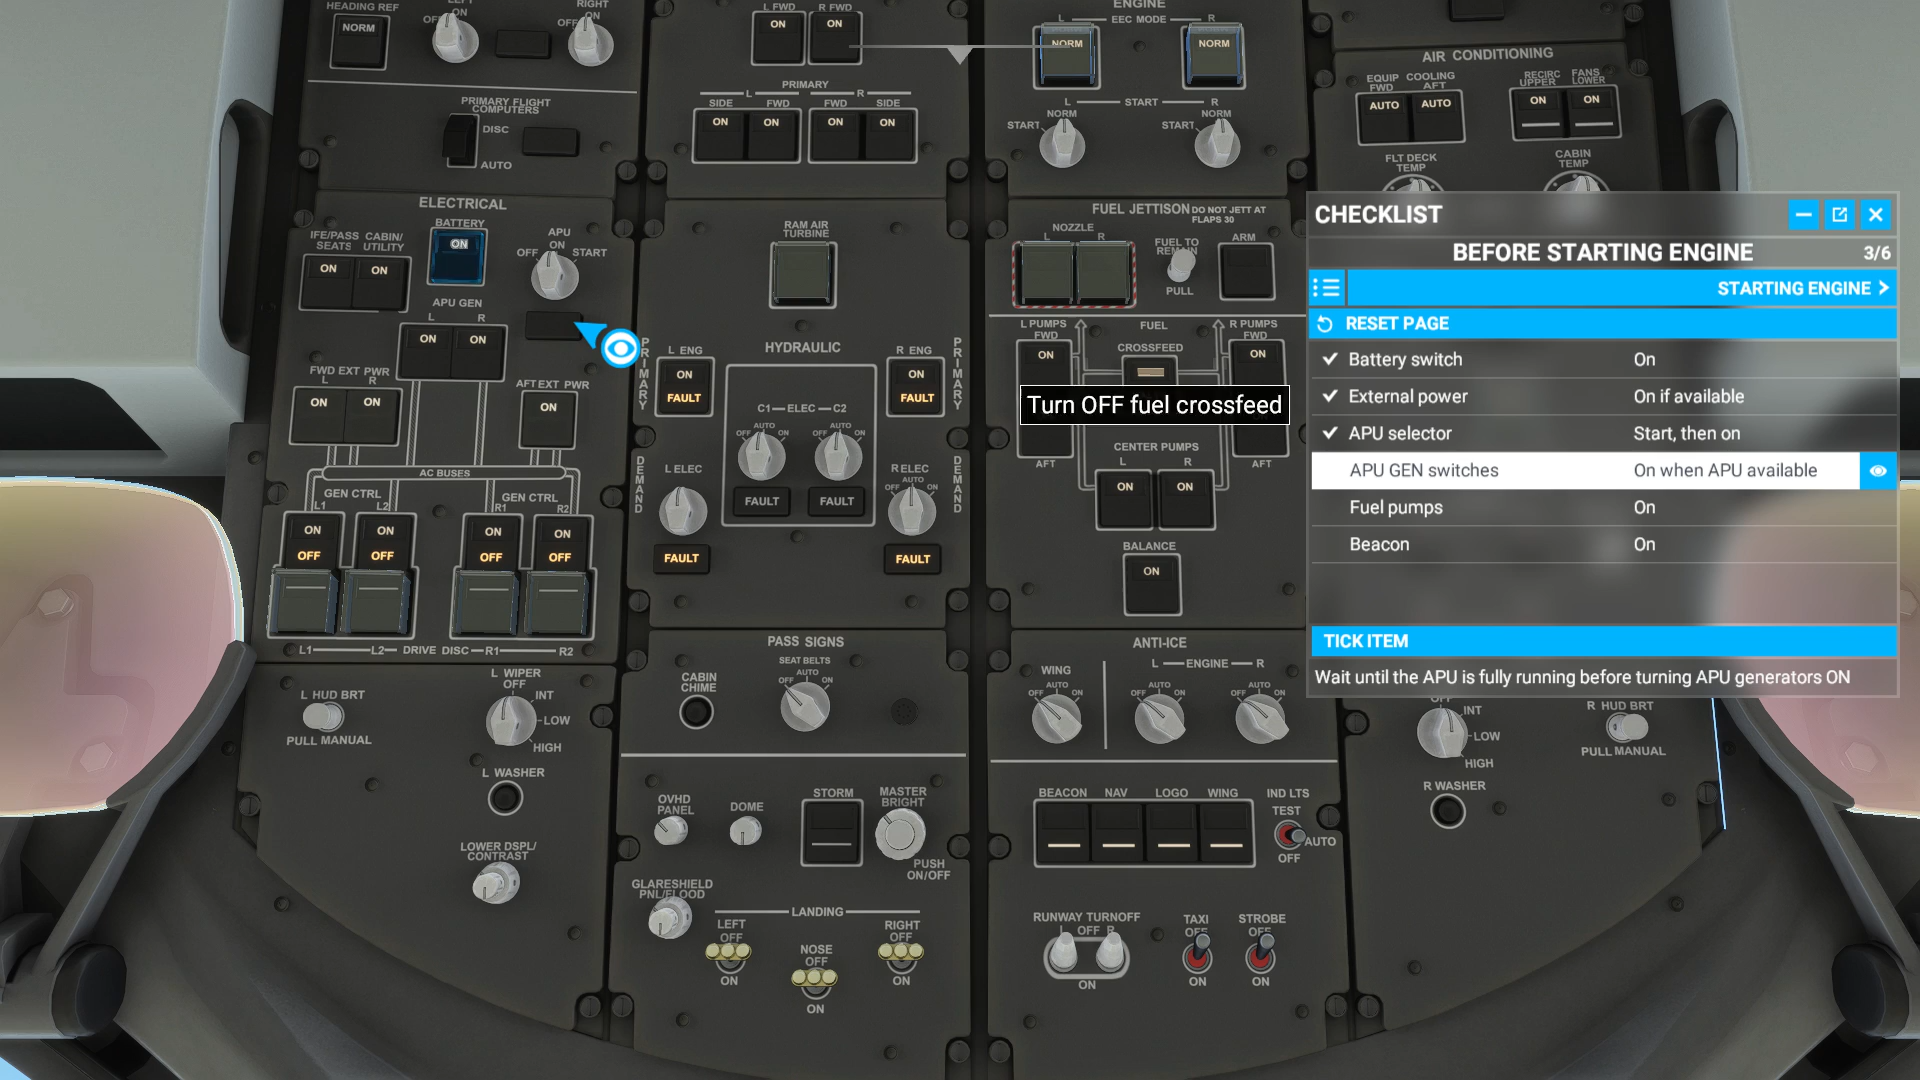 HEADING REF
NORM
OFF
ON
RIGHT
OFF
ON
PRIMARY FLIGHT
COMPUTERS
DISC
AUTO
L FWD
R FWD
ON
ON
PRIMARY
L
R
SIDE
FWD
FWD
SIDE
ON
ON
ON
ON
ENGINE
L
EEC MODE
R
NORM
NORM
L
START
R
NORM
START
NORM
START
AIR CONDITIONING
EQUIP COOLING
FWD
AFT
AUTO
AUTO
RECIRC FANS
UPPER
LOWER
ON
ON
FLT DECK
TEMP
CABIN
TEMP
ELECTRICAL
BATTERY
ON
IFE/PASS
SEATS
CABIN/
UTILITY
ON
ON
APU
ON
OFF
START
APU GEN
L
R
ON
ON
FWD EXT PWR
L
R
ON
ON
AFT EXT PWR
ON
AC BUSES
GEN CTRL
L1
L2
GEN CTRL
R1
R2
ON
OFF
ON
OFF
ON
OFF
ON
OFF
L1
L2
DRIVE DISC
R1
R2
RAM AIR
TURBINE
HYDRAULIC
PRIMARY
L ENG
ON
FAULT
R ENG
ON
FAULT
PRIMARY
C1
ELEC
C2
OFF
AUTO
ON
OFF
AUTO
ON
FAULT
FAULT
DEMAND
L ELEC
FAULT
R ELEC
OFF
AUTO
ON
FAULT
DEMAND
FUEL JETTISON
DO NOT JETT AT
FLAPS 30
NOZZLE
L
R
FUEL TO
REMAIN
PULL
ARM
L PUMPS
FWD
ON
FUEL
CROSSFEED
R PUMPS
FWD
ON
Turn OFF fuel crossfeed
AFT
AFT
CENTER PUMPS
L
R
ON
ON
BALANCE
ON
CHECKLIST
BEFORE STARTING ENGINE
3/6
STARTING ENGINE
RESET PAGE
Battery switch On
External power On if available
APU selector Start, then on
APU GEN switches On when APU available
Fuel pumps On
Beacon On
TICK ITEM
Wait until the APU is fully running before turning APU generators ON
L HUD BRT
PULL MANUAL
L WIPER
OFF
INT
LOW
HIGH
L WASHER
LOWER DSPL/
CONTRAST
PASS SIGNS
CABIN
CHIME
SEAT BELTS
OFF
AUTO
ON
ANTI-ICE
WING
OFF
AUTO
ON
L
ENGINE
R
OFF
AUTO
ON
OFF
AUTO
ON
OFF
INT
LOW
HIGH
R WASHER
R HUD BRT
PULL MANUAL
OVHD
PANEL
DOME
STORM
MASTER
BRIGHT
PUSH
ON/OFF
GLARESHIELD
PNL/FLOOD
LANDING
LEFT
OFF
ON
NOSE
OFF
ON
RIGHT
OFF
ON
BEACON
NAV
LOGO
WING
IND LTS
TEST
AUTO
OFF
RUNWAY TURNOFF
L
OFF
R
ON
TAXI
OFF
ON
STROBE
OFF
ON